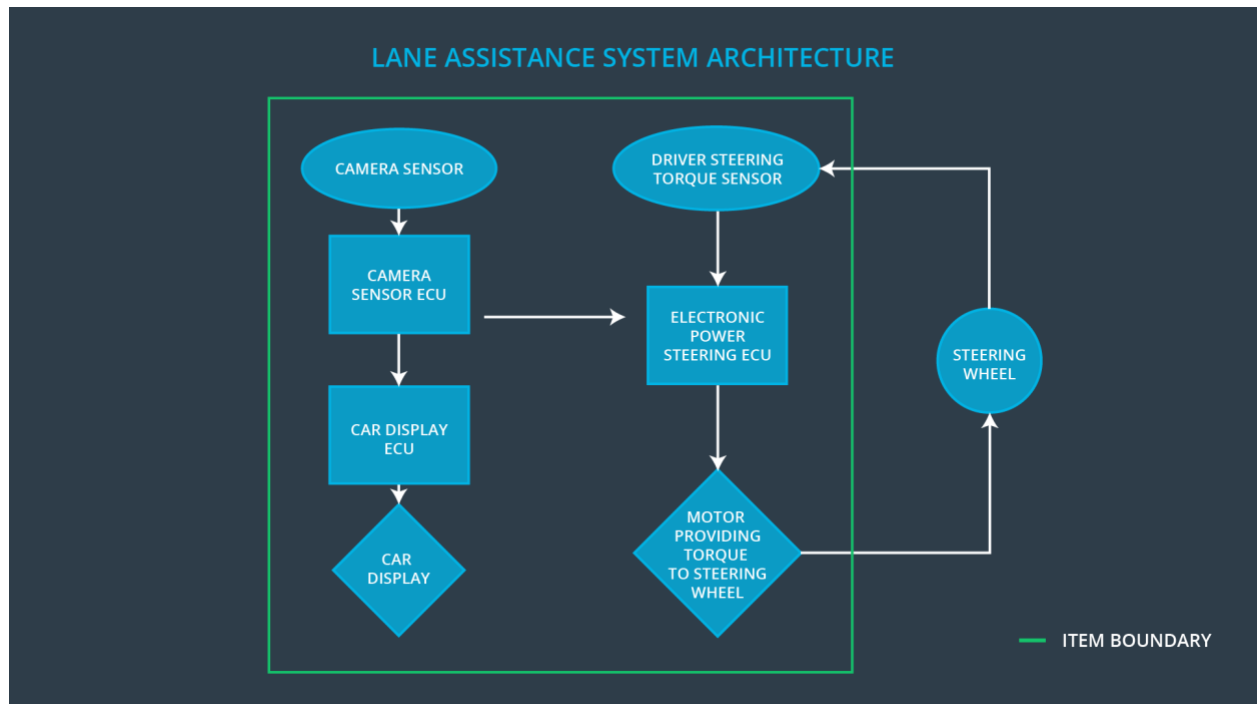 LANE ASSISTANCE SYSTEM ARCHITECTURE
CAMERA SENSOR
DRIVER STEERING
TORQUE SENSOR
CAMERA
SENSOR ECU
ELECTRONIC
POWER
STEERING ECU
STEERING
WHEEL
CAR DISPLAY
ECU
MOTOR
PROVIDING
TORQUE
TO STEERING
WHEEL
CAR
DISPLAY
ITEM BOUNDARY